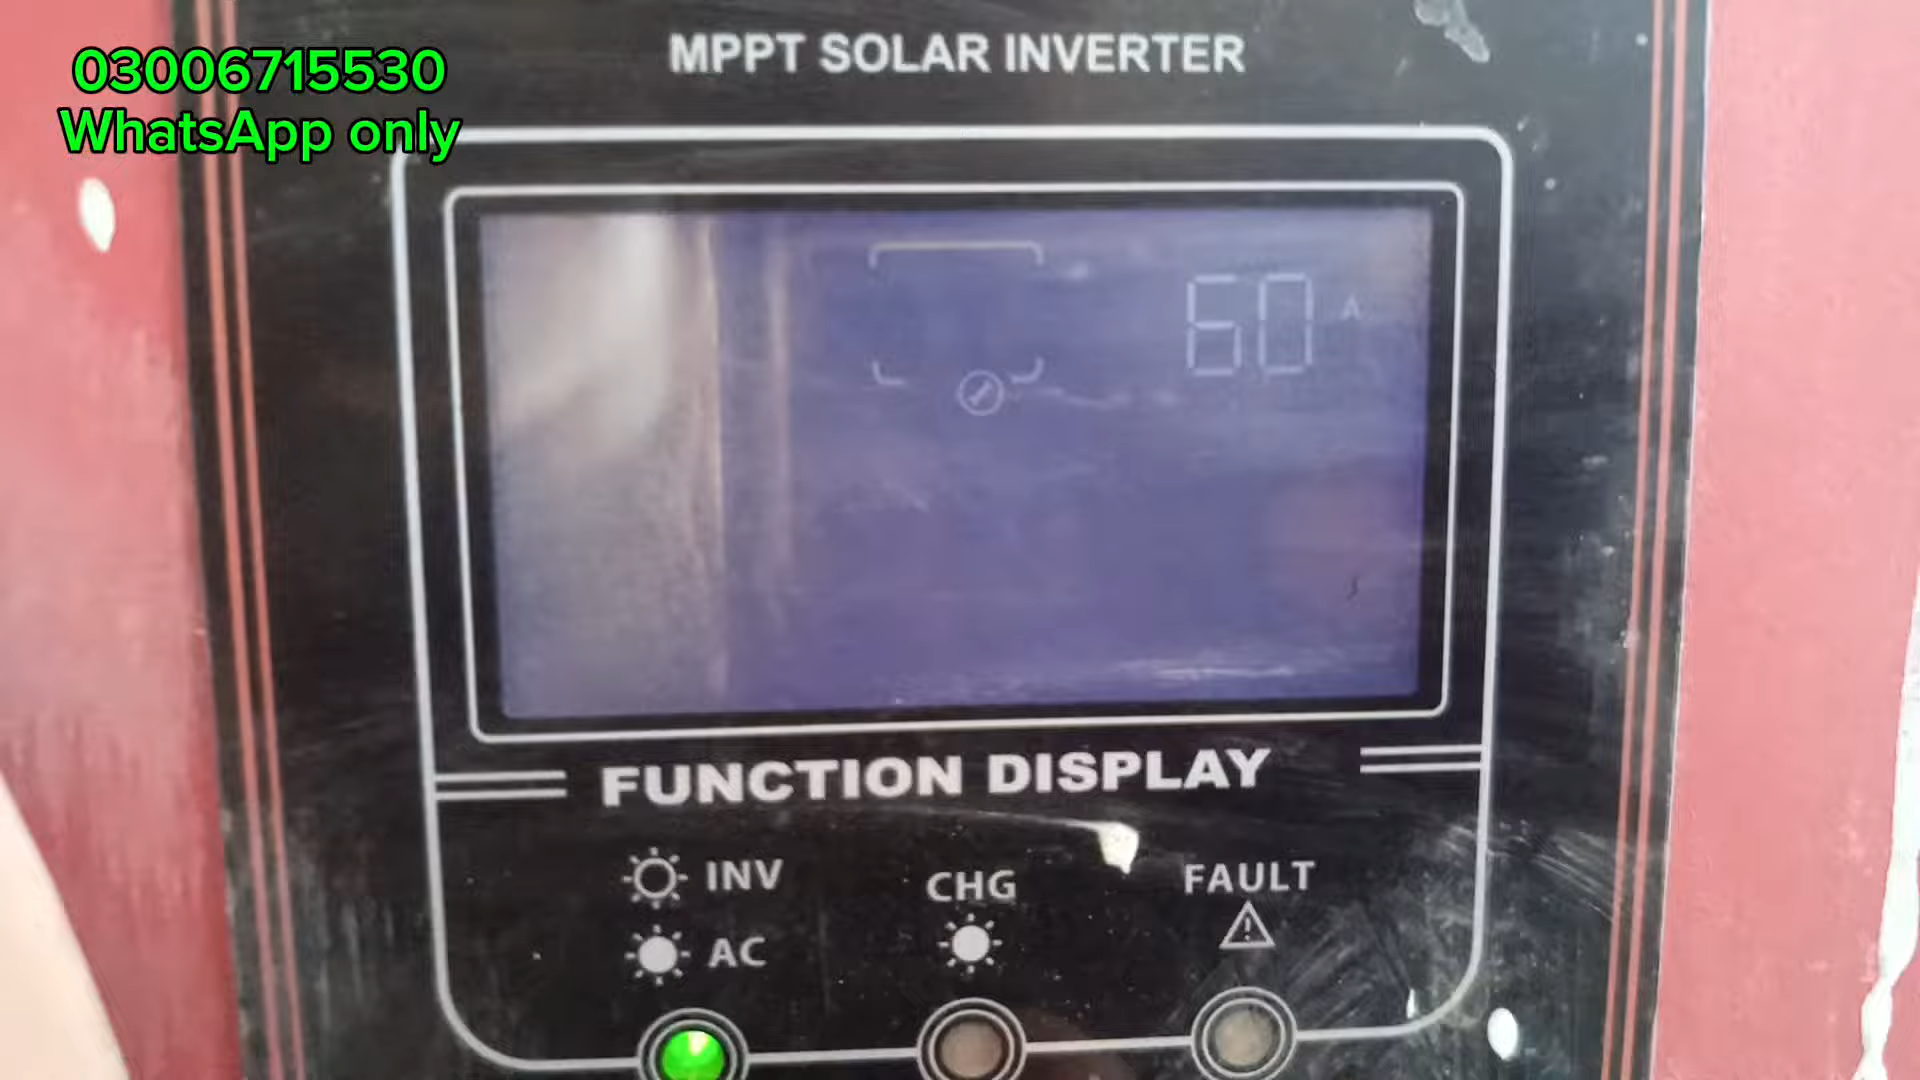 03006715530
WhatsApp only
MPPT SOLAR INVERTER
60 A
FUNCTION DISPLAY
INV
CHG
FAULT
AC